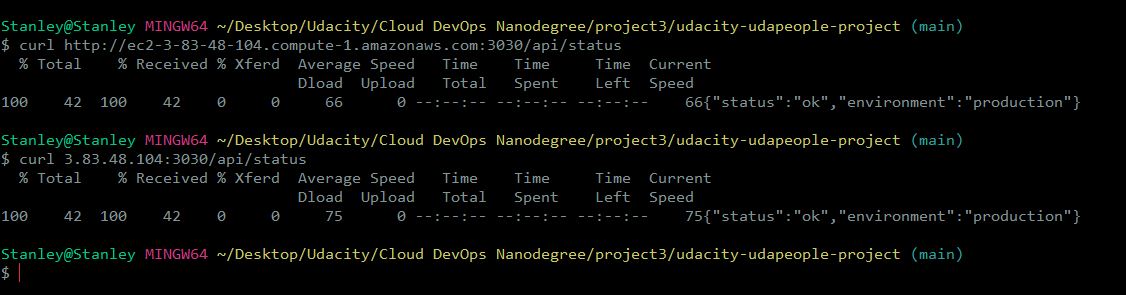 Stanley@Stanley MINGW64 ~/Desktop/Udacity/Cloud DevOps Nanodegree/project3/udacity-udapeople-project (main)
$ curl http://ec2-3-83-48-104.compute-1.amazonaws.com:3030/api/status
  % Total    % Received % Xferd  Average Speed   Time    Time     Time  Current
                                 Dload  Upload   Total   Spent    Left  Speed
100    42  100    42    0     0     66      0 --:--:-- --:--:-- --:--:--    66{"status":"ok","environment":"production"}
Stanley@Stanley MINGW64 ~/Desktop/Udacity/Cloud DevOps Nanodegree/project3/udacity-udapeople-project (main)
$ curl 3.83.48.104:3030/api/status
  % Total    % Received % Xferd  Average Speed   Time    Time     Time  Current
                                 Dload  Upload   Total   Spent    Left  Speed
100    42  100    42    0     0     75      0 --:--:-- --:--:-- --:--:--    75{"status":"ok","environment":"production"}
Stanley@Stanley MINGW64 ~/Desktop/Udacity/Cloud DevOps Nanodegree/project3/udacity-udapeople-project (main)
$